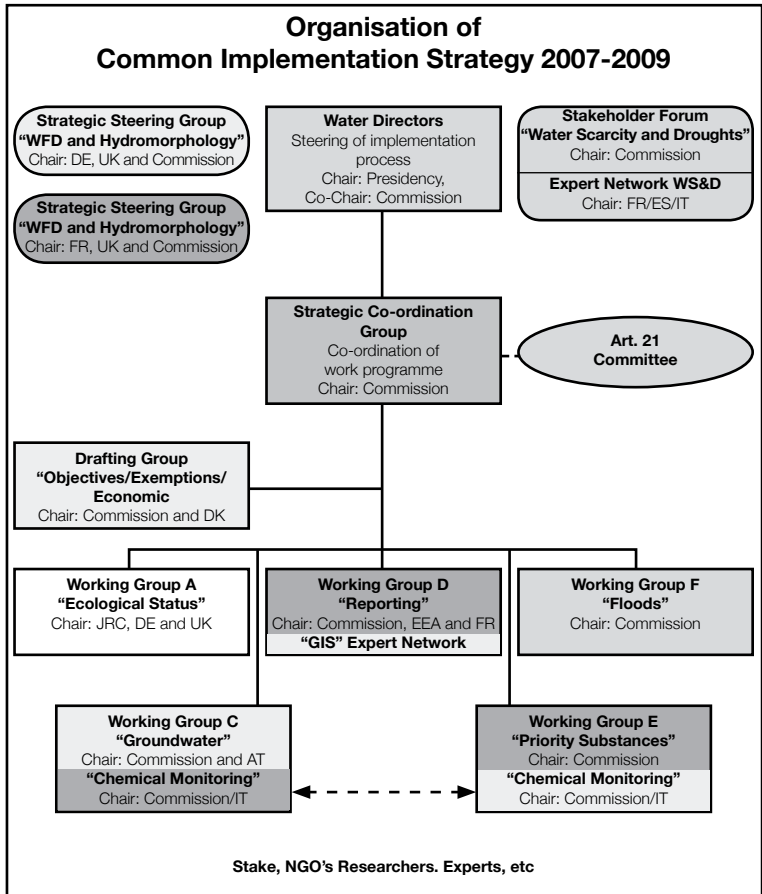 Organisation of
Common Implementation Strategy 2007-2009
Strategic Steering Group
“WFD and Hydromorphology”
Chair: DE, UK and Commission
Strategic Steering Group
“WFD and Hydromorphology”
Chair: FR, UK and Commission
Water Directors
Steering of implementation
process
Chair: Presidency,
Co-Chair: Commission
Stakeholder Forum
“Water Scarcity and Droughts”
Chair: Commission
Expert Network WS&D
Chair: FR/ES/IT
Strategic Co-ordination
Group
Co-ordination of
work programme
Chair: Commission
Art. 21
Committee
Drafting Group
“Objectives/Exemptions/
Economic
Chair: Commission and DK
Working Group A
“Ecological Status”
Chair: JRC, DE and UK
Working Group D
“Reporting”
Chair: Commission, EEA and FR
“GIS” Expert Network
Working Group F
“Floods”
Chair: Commission
Working Group C
“Groundwater”
Chair: Commission and AT
“Chemical Monitoring”
Chair: Commission/IT
Working Group E
“Priority Substances”
Chair: Commission
“Chemical Monitoring”
Chair: Commission/IT
Stake, NGO’s Researchers. Experts, etc